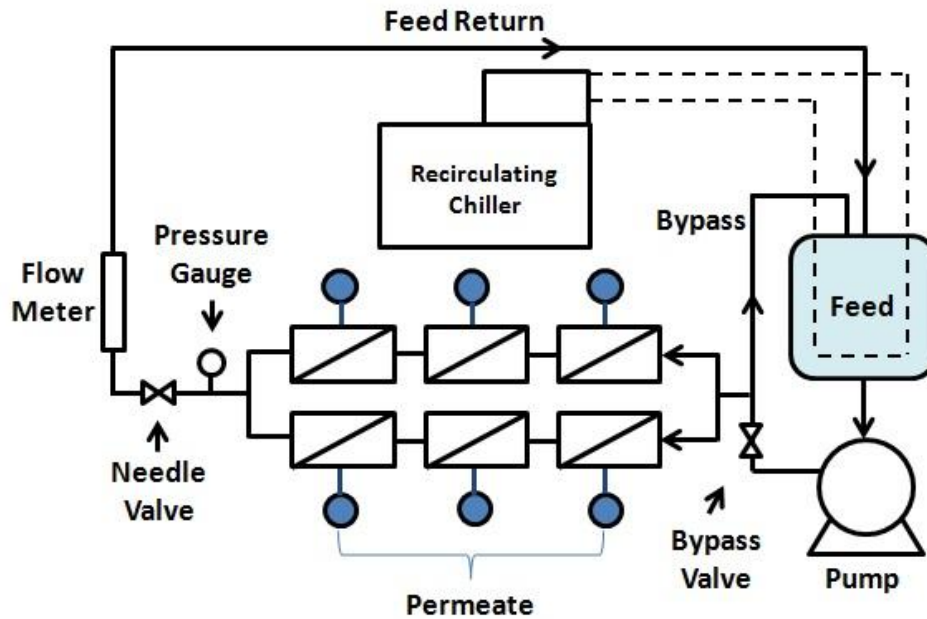 Feed Return
Recirculating
Chiller
Bypass
Pressure
Gauge
Flow
Meter
Feed
Needle
Valve
Bypass
Valve
Pump
Permeate